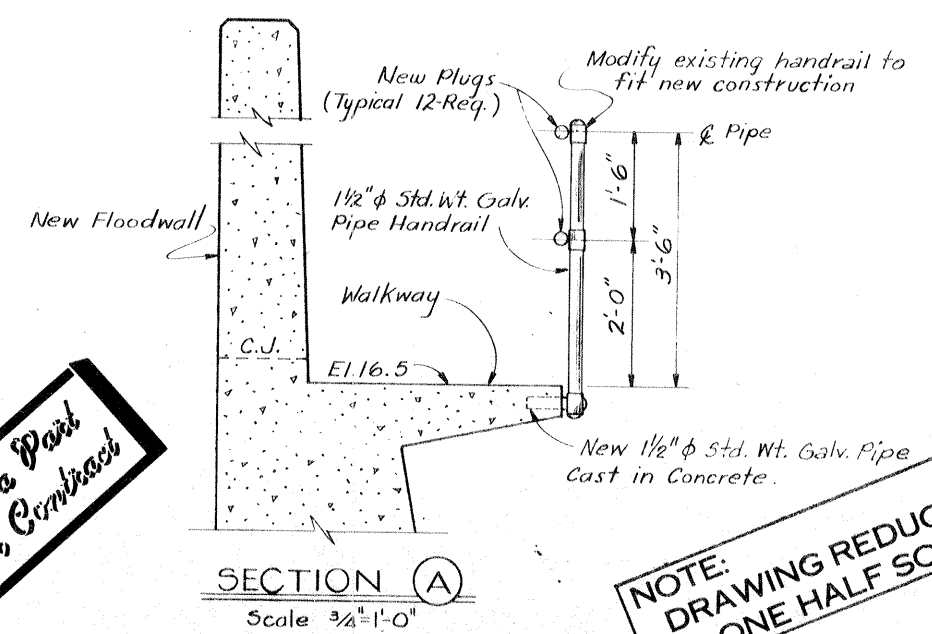 New Plugs
(Typical 12-Req.)
Modify existing handrail to
fit new construction
℄ Pipe
1'-6"
3'-6"
2'-0"
1½"ϕ Std. Wt. Galv.
Pipe Handrail
New Floodwall
Walkway
C.J.
El. 16.5
New 1½"ϕ Std. Wt. Galv. Pipe
Cast in Concrete.
a Part
Contract
SECTION A
Scale ¾"=1'-0"
NOTE:
DRAWING REDUC
ONE HALF SC